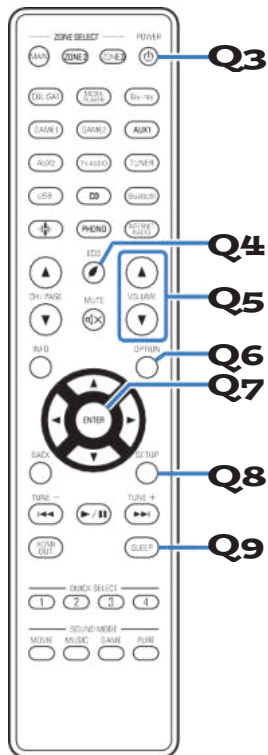 ZONE SELECT POWER
MAIN ZONE2 ZONE3 Q3
CBL/SAT MEDIA PLAYER Blu-ray
GAME1 GAME2 AUX1
AUX2 TV AUDIO TUNER
USB CD Bluetooth
PHONO INTERNET RADIO
ECO Q4
CH / PAGE MUTE VOLUME Q5
INFO OPTION Q6
ENTER Q7
BACK SETUP Q8
TUNE - TUNE +
HDMI OUT SLEEP Q9
QUICK SELECT
1 2 3 4
SOUND MODE
MOVIE MUSIC GAME PURE